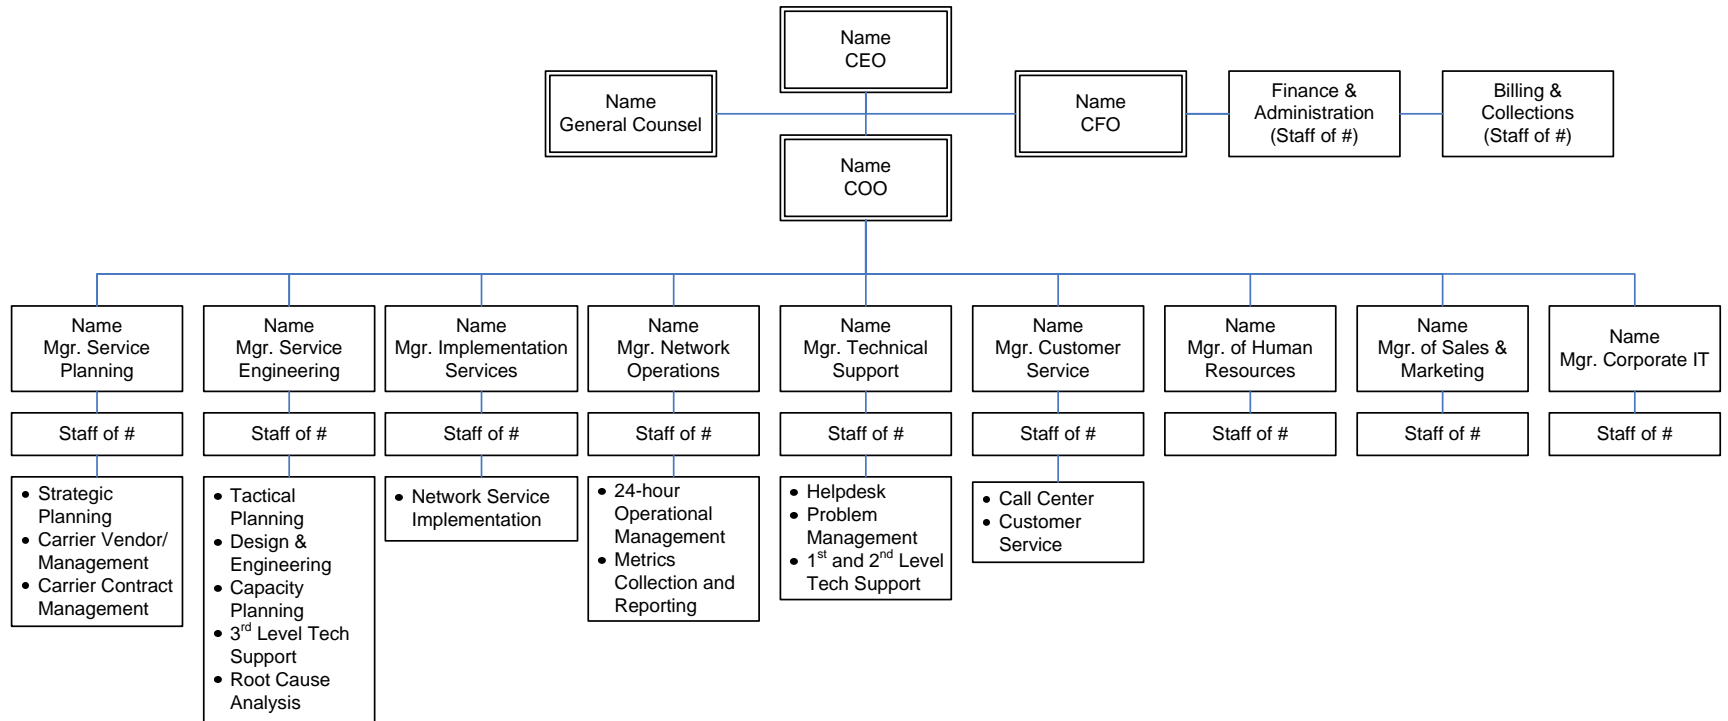 Name
CEO
Name
General Counsel
Name
CFO
Finance &
Administration
(Staff of #)
Billing &
Collections
(Staff of #)
Name
COO
Name
Mgr. Service
Planning
Name
Mgr. Service
Engineering
Name
Mgr. Implementation
Services
Name
Mgr. Network
Operations
Name
Mgr. Technical
Support
Name
Mgr. Customer
Service
Name
Mgr. of Human
Resources
Name
Mgr. of Sales &
Marketing
Name
Mgr. Corporate IT
Staff of #
Staff of #
Staff of #
Staff of #
Staff of #
Staff of #
Staff of #
Staff of #
Staff of #
• Strategic
Planning
• Carrier Vendor/
Management
• Carrier Contract
Management
• Tactical
Planning
• Design &
Engineering
• Capacity
Planning
• 3rd Level Tech
Support
• Root Cause
Analysis
• Network Service
Implementation
• 24-hour
Operational
Management
• Metrics
Collection and
Reporting
• Helpdesk
• Problem
Management
• 1st and 2nd Level
Tech Support
• Call Center
• Customer
Service